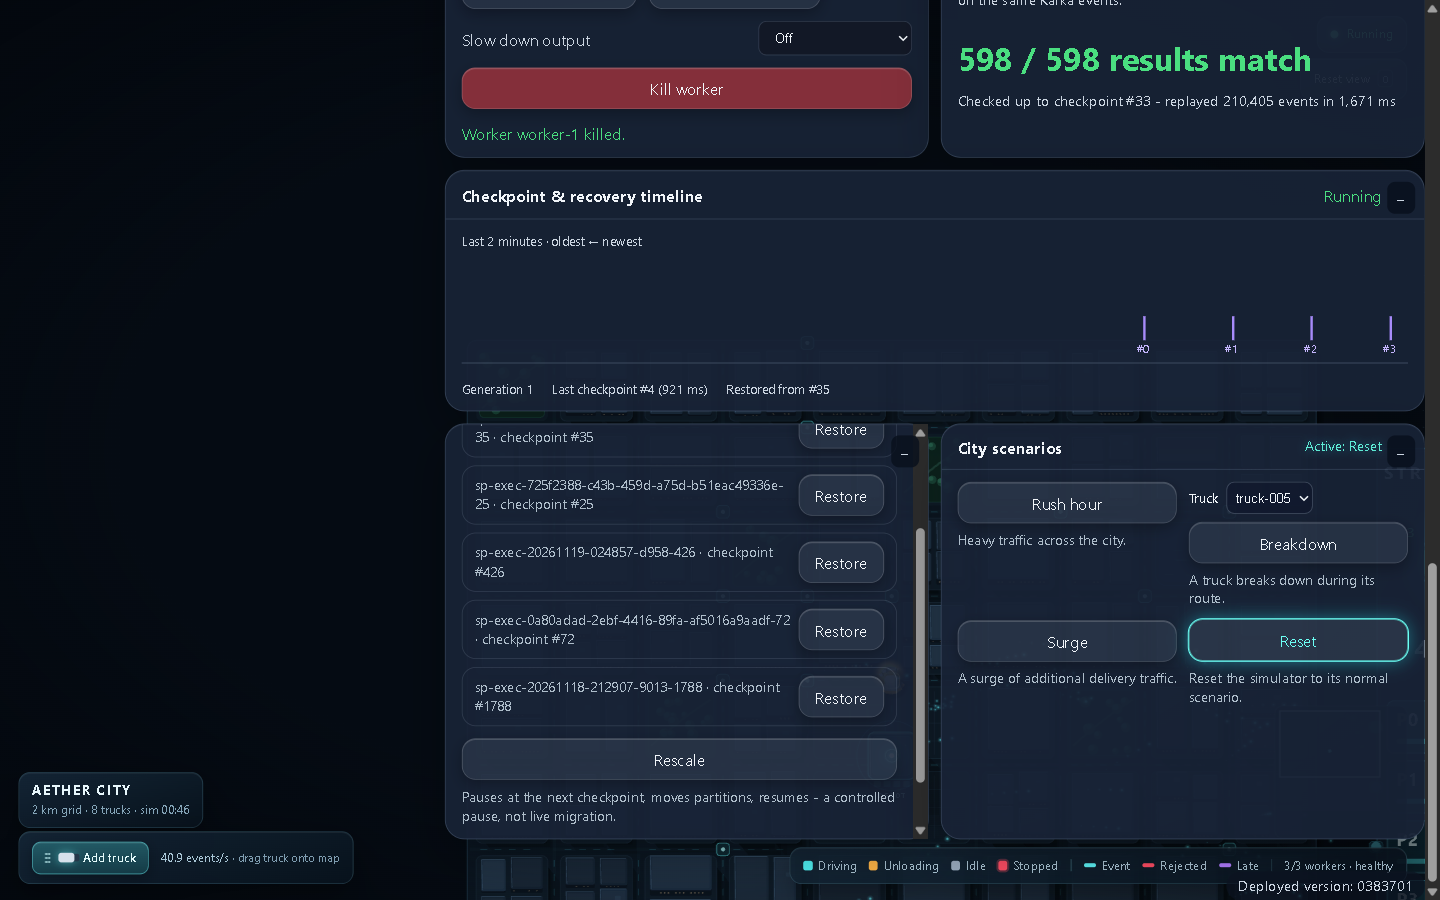 on the same Kafka events.
Slow down output
Off
Running
598 / 598 results match
Reset view
Kill worker
Checked up to checkpoint #33 - replayed 210,405 events in 1,671 ms
Worker worker-1 killed.
Checkpoint & recovery timeline
Running
–
Last 2 minutes · oldest ← newest
#0
#1
#2
#3
Generation 1
Last checkpoint #4 (921 ms)
Restored from #35
35 · checkpoint #35
Restore
–
sp-exec-725f2388-c43b-459d-a75d-b51eac49336e-
25 · checkpoint #25
Restore
sp-exec-20261119-024857-d958-426 · checkpoint
#426
Restore
sp-exec-0a80adad-2ebf-4416-89fa-af5016a9aadf-72
· checkpoint #72
Restore
sp-exec-20261118-212907-9013-1788 · checkpoint
#1788
Restore
Rescale
Pauses at the next checkpoint, moves partitions, resumes - a controlled
pause, not live migration.
City scenarios
Active: Reset
–
Rush hour
Heavy traffic across the city.
Truck
truck-005
Breakdown
A truck breaks down during its
route.
Surge
A surge of additional delivery traffic.
Reset
Reset the simulator to its normal
scenario.
AETHER CITY
2 km grid · 8 trucks · sim 00:46
Add truck
40.9 events/s · drag truck onto map
Driving
Unloading
Idle
Stopped
Event
Rejected
Late
3/3 workers · healthy
Deployed version: 0383701